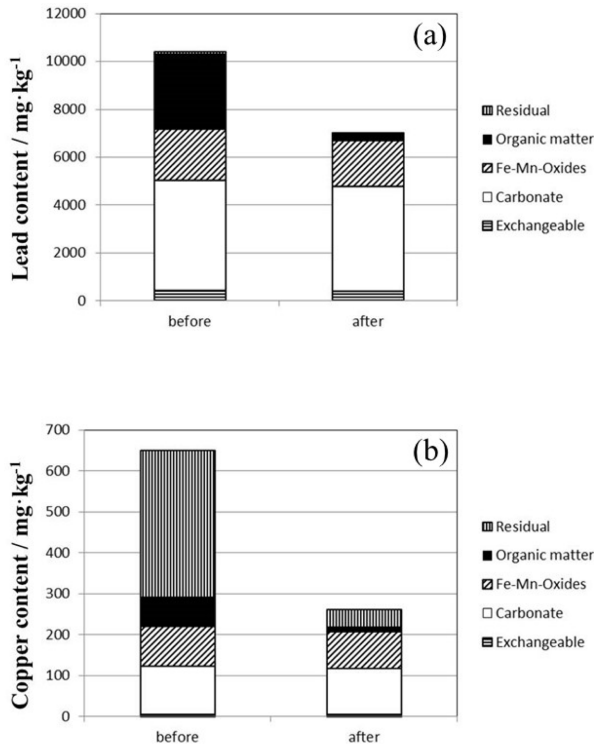 (a)
12000
10000
8000
6000
4000
2000
0
Lead content / mg·kg⁻¹
before after
Residual
Organic matter
Fe-Mn-Oxides
Carbonate
Exchangeable
(b)
700
600
500
400
300
200
100
0
Copper content / mg·kg⁻¹
before after
Residual
Organic matter
Fe-Mn-Oxides
Carbonate
Exchangeable